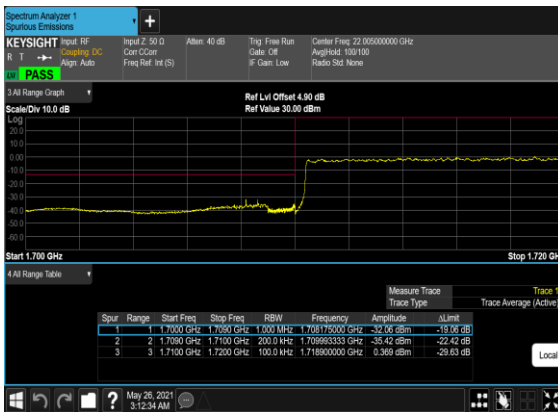 Spectrum Analyzer 1
Spurious Emissions
+
KEYSIGHT Input: RF Input Z: 50 Ω Atten: 40 dB Trig: Free Run Center Freq: 22.005000000 GHz
R T Coupling: DC Corr CCorr Gate: Off Avg|Hold: 100/100
Align: Auto Freq Ref: Int (S) IF Gain: Low Radio Std: None
PASS
3 All Range Graph
Ref Lvl Offset 4.90 dB
Scale/Div 10.0 dB Ref Value 30.00 dBm
Log
20.0
10.0
0.00
-10.0
-20.0
-30.0
-40.0
-50.0
-60.0
Start 1.700 GHz Stop 1.720 GH
4 All Range Table
Measure Trace Trace 1
Trace Type Trace Average (Active)
Spur Range Start Freq Stop Freq RBW Frequency Amplitude ΔLimit
1 1 1.7000 GHz 1.7090 GHz 1.000 MHz 1.708175000 GHz -32.06 dBm -19.06 dB
2 2 1.7090 GHz 1.7100 GHz 200.0 kHz 1.709993333 GHz -35.42 dBm -22.42 dB
3 3 1.7100 GHz 1.7200 GHz 100.0 kHz 1.718900000 GHz 0.369 dBm -29.63 dB
Local
? May 26, 2021
3:12:34 AM